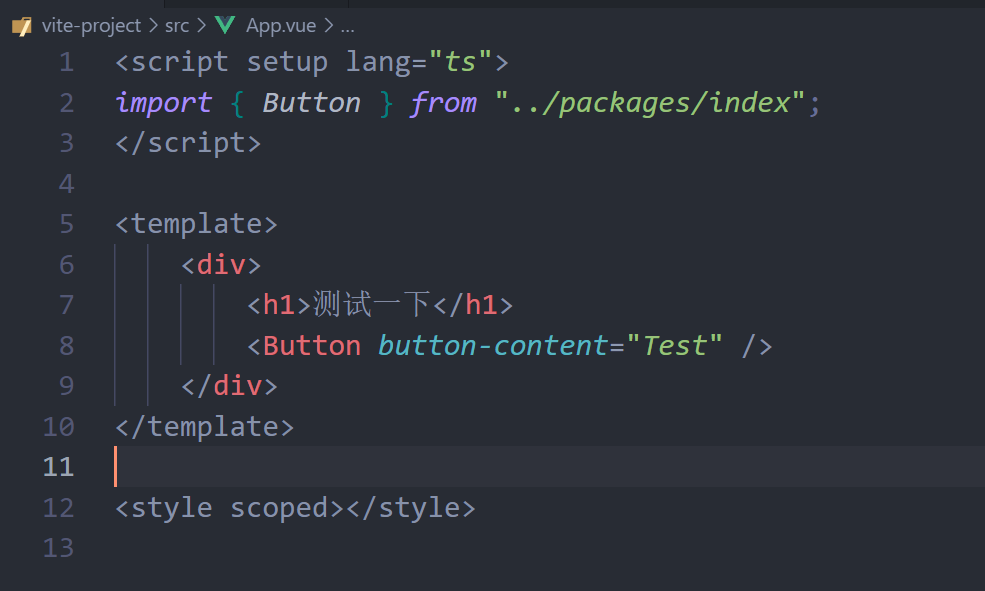 vite-project > src > App.vue > ...
1 <script setup lang="ts">
2 import { Button } from "../packages/index";
3 </script>
4
5 <template>
6 <div>
7 <h1>测试一下</h1>
8 <Button button-content="Test" />
9 </div>
10 </template>
11
12 <style scoped></style>
13